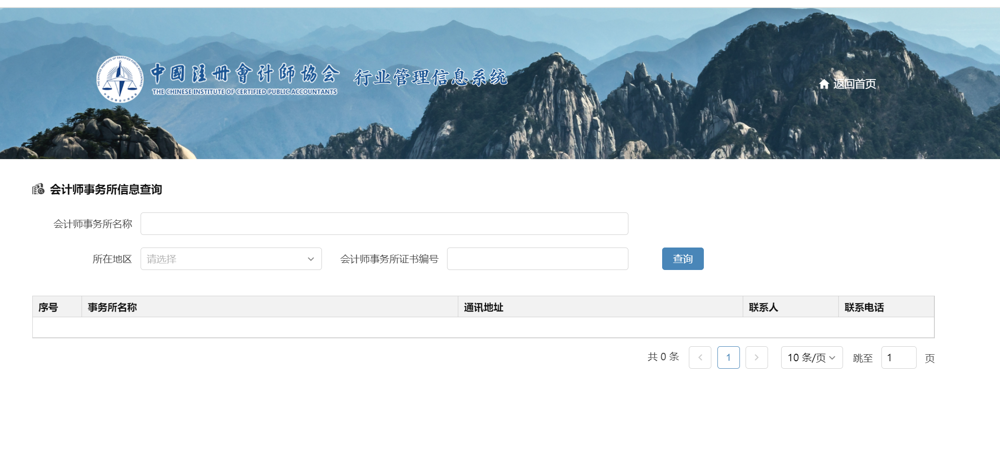 中國注册會计師協会
THE CHINESE INSTITUTE OF CERTIFIED PUBLIC ACCOUNTANTS
行业管理信息系统
返回首页
会计师事务所信息查询
会计师事务所名称
所在地区 请选择 会计师事务所证书编号 查询
序号 事务所名称 通讯地址 联系人 联系电话
共 0 条 1 10 条/页 跳至 1 页